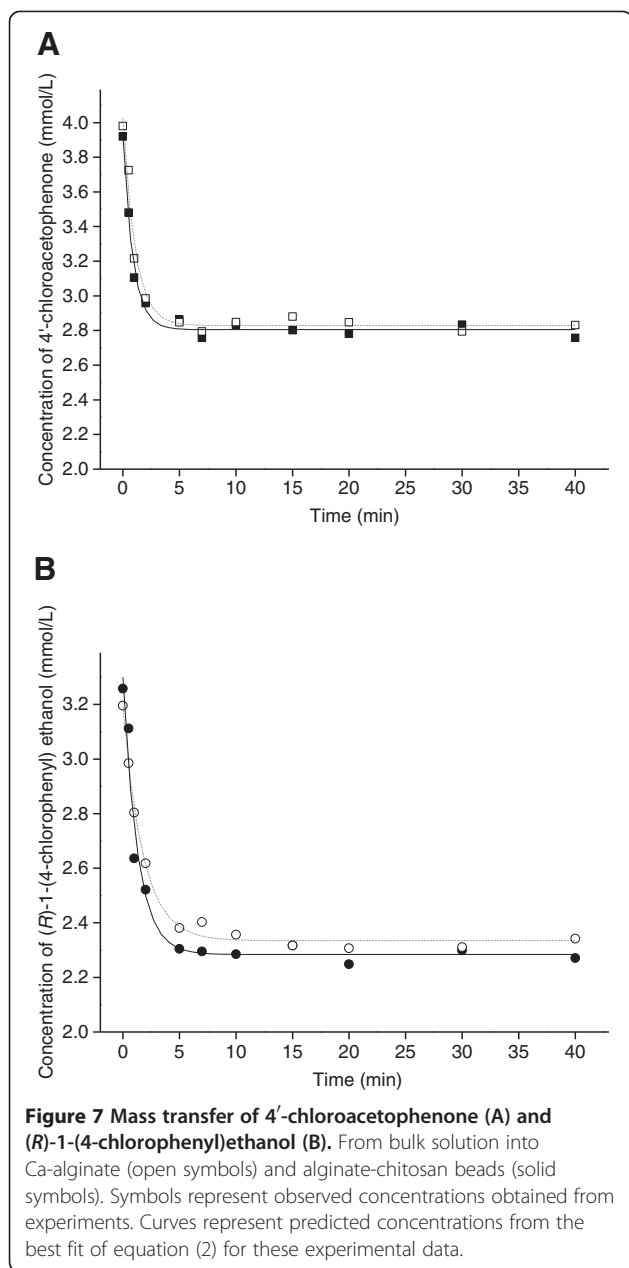 A
Concentration of 4'-chloroacetophenone (mmol/L)
4.0
3.8
3.6
3.4
3.2
3.0
2.8
2.6
2.4
2.2
2.0
0 5 10 15 20 25 30 35 40
Time (min)
B
Concentration of (R)-1-(4-chlorophenyl) ethanol (mmol/L)
3.2
3.0
2.8
2.6
2.4
2.2
2.0
0 5 10 15 20 25 30 35 40
Time (min)
Figure 7 Mass transfer of 4′-chloroacetophenone (A) and
(R)-1-(4-chlorophenyl)ethanol (B). From bulk solution into
Ca-alginate (open symbols) and alginate-chitosan beads (solid
symbols). Symbols represent observed concentrations obtained from
experiments. Curves represent predicted concentrations from the
best fit of equation (2) for these experimental data.